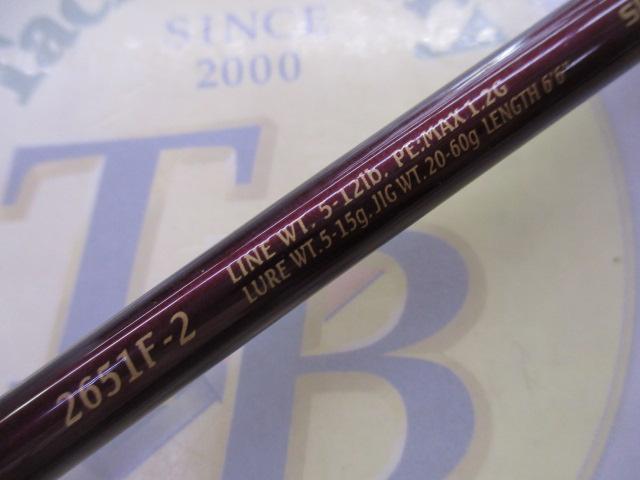 SINCE
2000
TB
LINE WT. 5-12lb. PE:MAX 1.2G
LURE WT.5-15g. JIG WT.20-60g LENGTH 6'6"
2651F-2